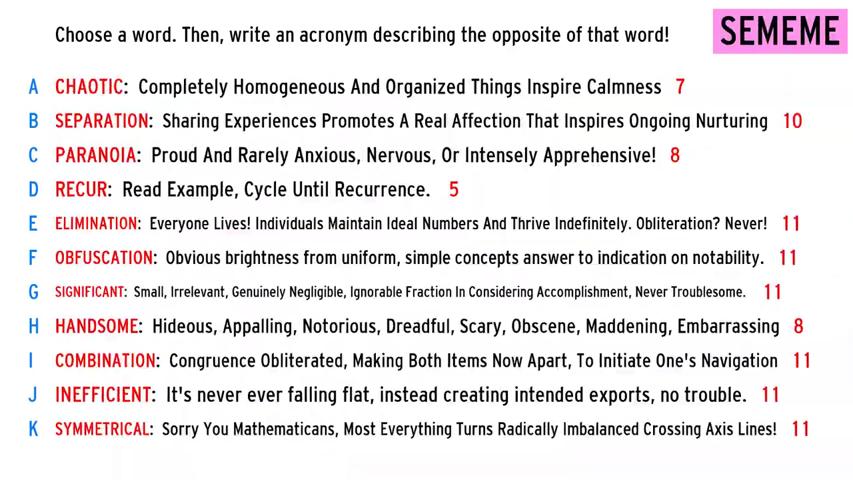 Choose a word. Then, write an acronym describing the opposite of that word!
SEMEME
A CHAOTIC: Completely Homogeneous And Organized Things Inspire Calmness 7
B SEPARATION: Sharing Experiences Promotes A Real Affection That Inspires Ongoing Nurturing 10
C PARANOIA: Proud And Rarely Anxious, Nervous, Or Intensely Apprehensive! 8
D RECUR: Read Example, Cycle Until Recurrence. 5
E ELIMINATION: Everyone Lives! Individuals Maintain Ideal Numbers And Thrive Indefinitely. Obliteration? Never! 11
F OBFUSCATION: Obvious brightness from uniform, simple concepts answer to indication on notability. 11
G SIGNIFICANT: Small, Irrelevant, Genuinely Negligible, Ignorable Fraction In Considering Accomplishment, Never Troublesome. 11
H HANDSOME: Hideous, Appalling, Notorious, Dreadful, Scary, Obscene, Maddening, Embarrassing 8
I COMBINATION: Congruence Obliterated, Making Both Items Now Apart, To Initiate One's Navigation 11
J INEFFICIENT: It's never ever falling flat, instead creating intended exports, no trouble. 11
K SYMMETRICAL: Sorry You Mathematicans, Most Everything Turns Radically Imbalanced Crossing Axis Lines! 11